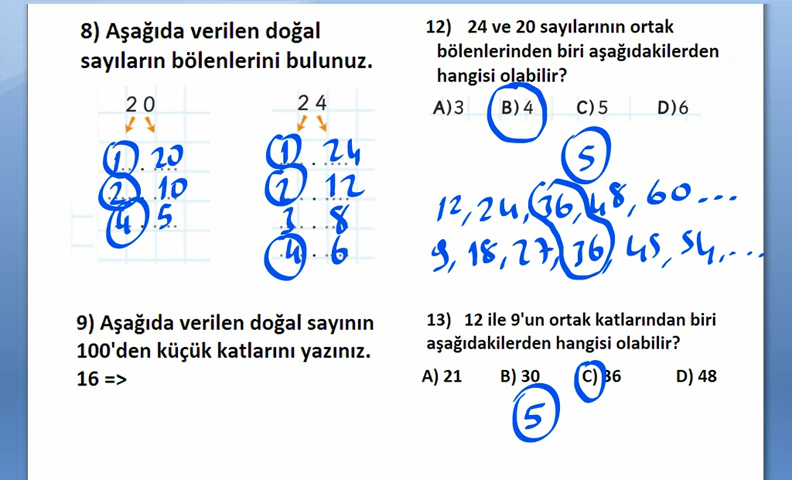 8) Aşağıda verilen doğal
sayıların bölenlerini bulunuz.
20
1 . 20
2 . 10
4 . 5
24
1 . 24
2 . 12
3 . 8
4 . 6
9) Aşağıda verilen doğal sayının
100'den küçük katlarını yazınız.
16 =>
12) 24 ve 20 sayılarının ortak
bölenlerinden biri aşağıdakilerden
hangisi olabilir?
A)3 B) 4 C) 5 D) 6
5
12, 24, 36, 48, 60 ...
9, 18, 27, 36, 45, 54, ...
13) 12 ile 9'un ortak katlarından biri
aşağıdakilerden hangisi olabilir?
A) 21 B) 30 C) 36 D) 48
5